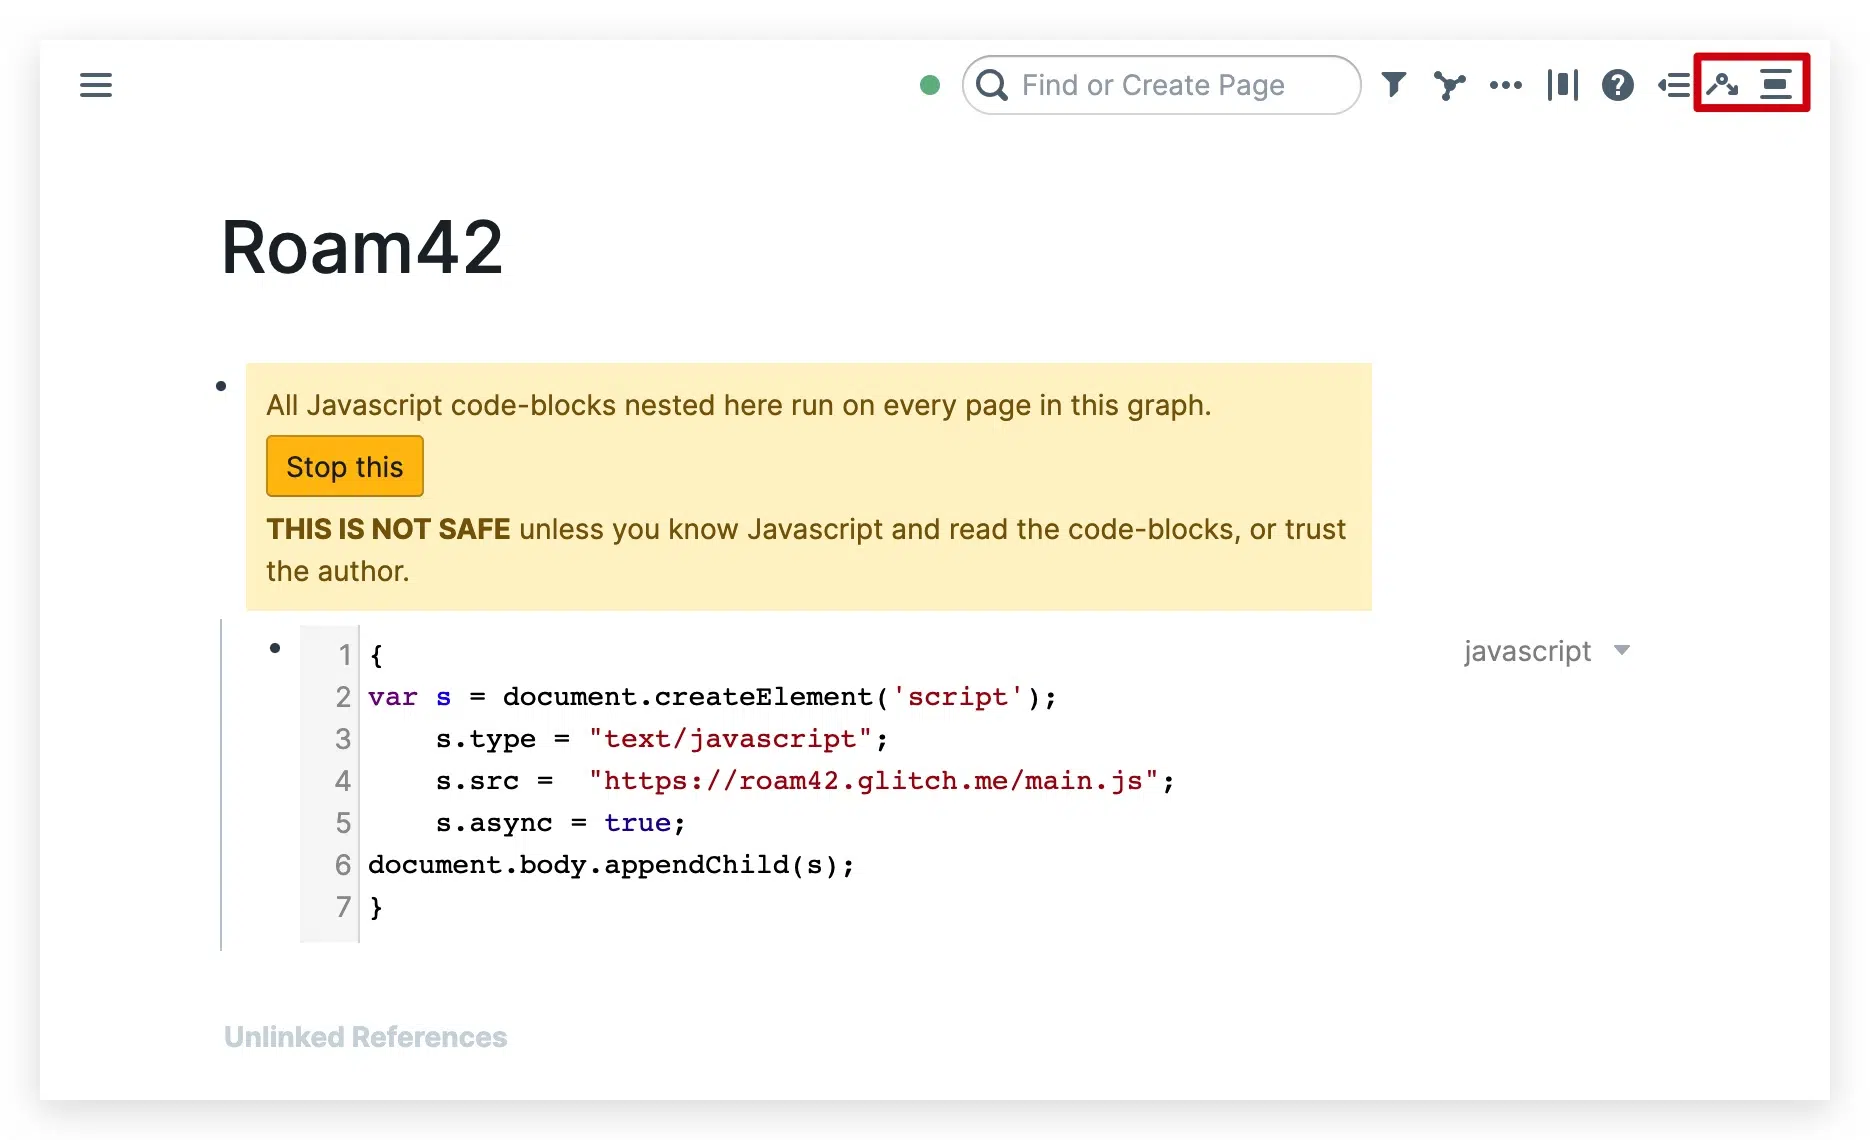 Find or Create Page
Roam42
All Javascript code-blocks nested here run on every page in this graph.
Stop this
THIS IS NOT SAFE unless you know Javascript and read the code-blocks, or trust
the author.
javascript
1 {
2 var s = document.createElement('script');
3     s.type = "text/javascript";
4     s.src =  "https://roam42.glitch.me/main.js";
5     s.async = true;
6 document.body.appendChild(s);
7 }
Unlinked References